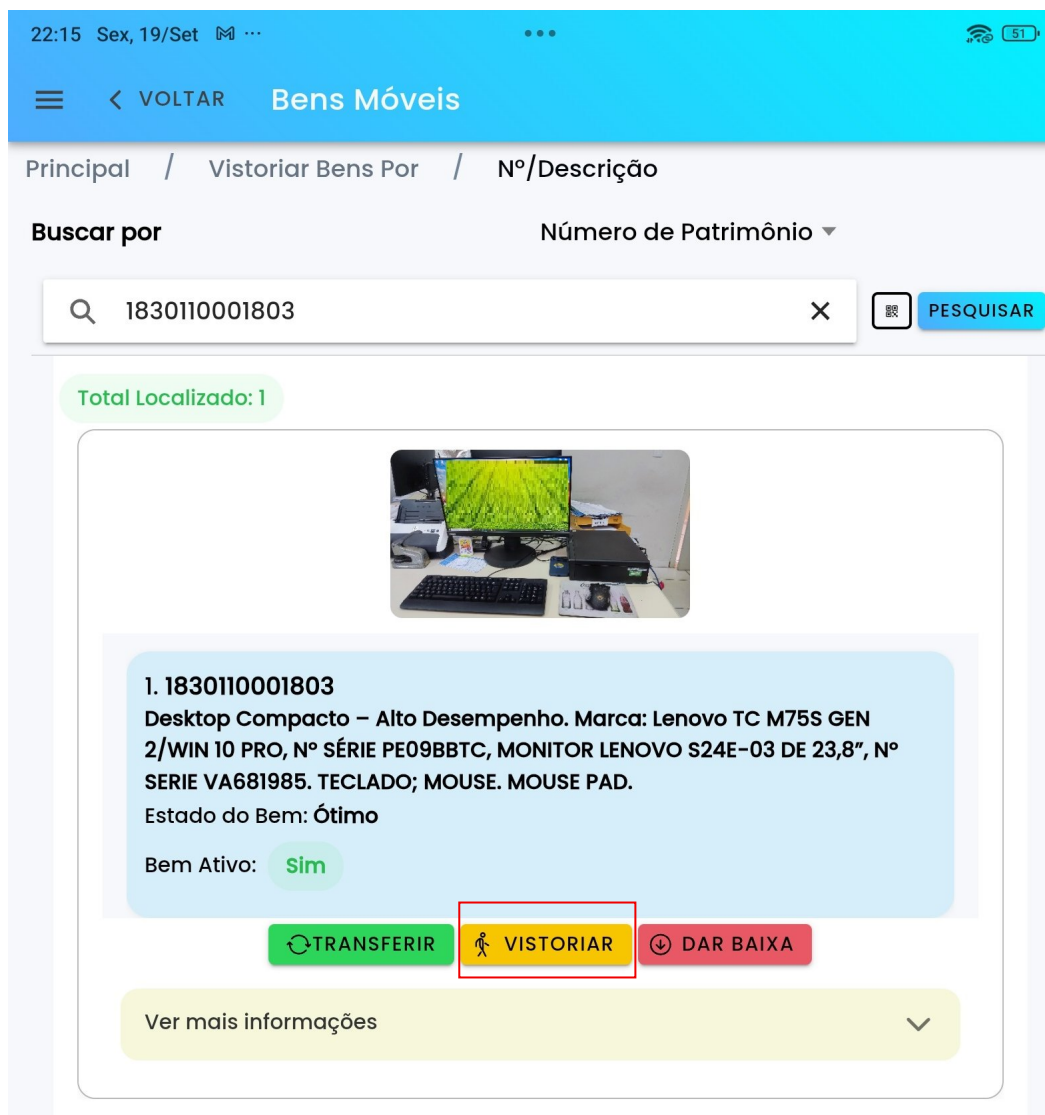 22:15 Sex, 19/Set M ··· ••• 51
VOLTAR Bens Móveis
Principal / Vistoriar Bens Por / Nº/Descrição
Buscar por Número de Patrimônio
1830110001803 PESQUISAR
Total Localizado: 1
1. 1830110001803
Desktop Compacto – Alto Desempenho. Marca: Lenovo TC M75S GEN
2/WIN 10 PRO, Nº SÉRIE PE09BBTC, MONITOR LENOVO S24E-03 DE 23,8”, Nº
SERIE VA681985. TECLADO; MOUSE. MOUSE PAD.
Estado do Bem: Ótimo
Bem Ativo: Sim
TRANSFERIR VISTORIAR DAR BAIXA
Ver mais informações